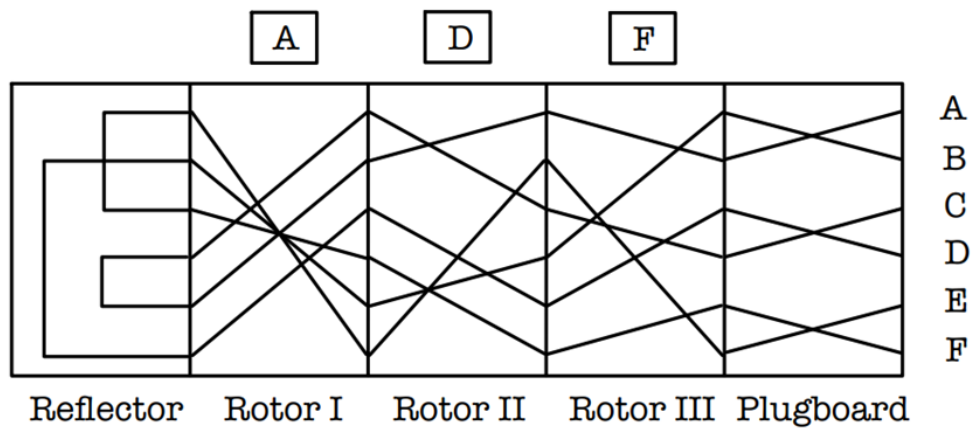 A D F
A
B
C
D
E
F
Reflector Rotor I Rotor II Rotor III Plugboard